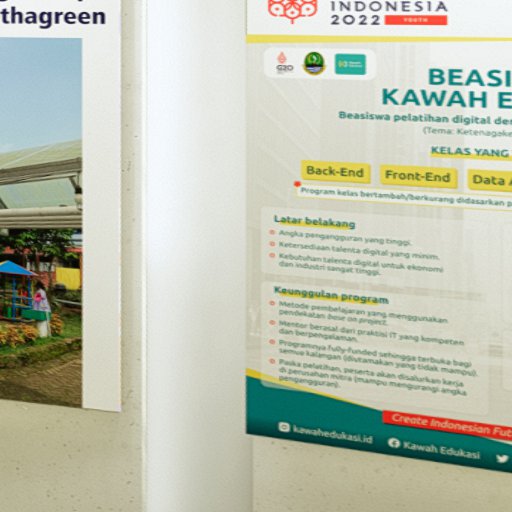 thagreen
INDONESIA
2022 YOUTH
G20
BEASI
KAWAH E
Beasiswa pelatihan digital
(Tema: Ketenagake
KELAS YANG
Back-End Front-End Data A
Program kelas bertambah/berkurang didasarkan p
Latar belakang
Angka pengangguran yang tinggi.
Ketersediaan talenta digital yang minim.
Kebutuhan talenta digital untuk ekonomi
dan industri sangat tinggi.
Keunggulan program
Metode pembelajaran yang menggunakan
pendekatan base on project.
Mentor berasal dari praktisi IT yang kompeten
dan berpengalaman.
Programnya fully-funded sehingga terbuka bagi
semua kalangan (diutamakan yang tidak mampu).
Paska pelatihan, peserta akan disalurkan kerja
di perusahan mitra (mampu mengurangi angka
pengangguran).
Create Indonesian Fut
kawahedukasi.id Kawah Edukasi